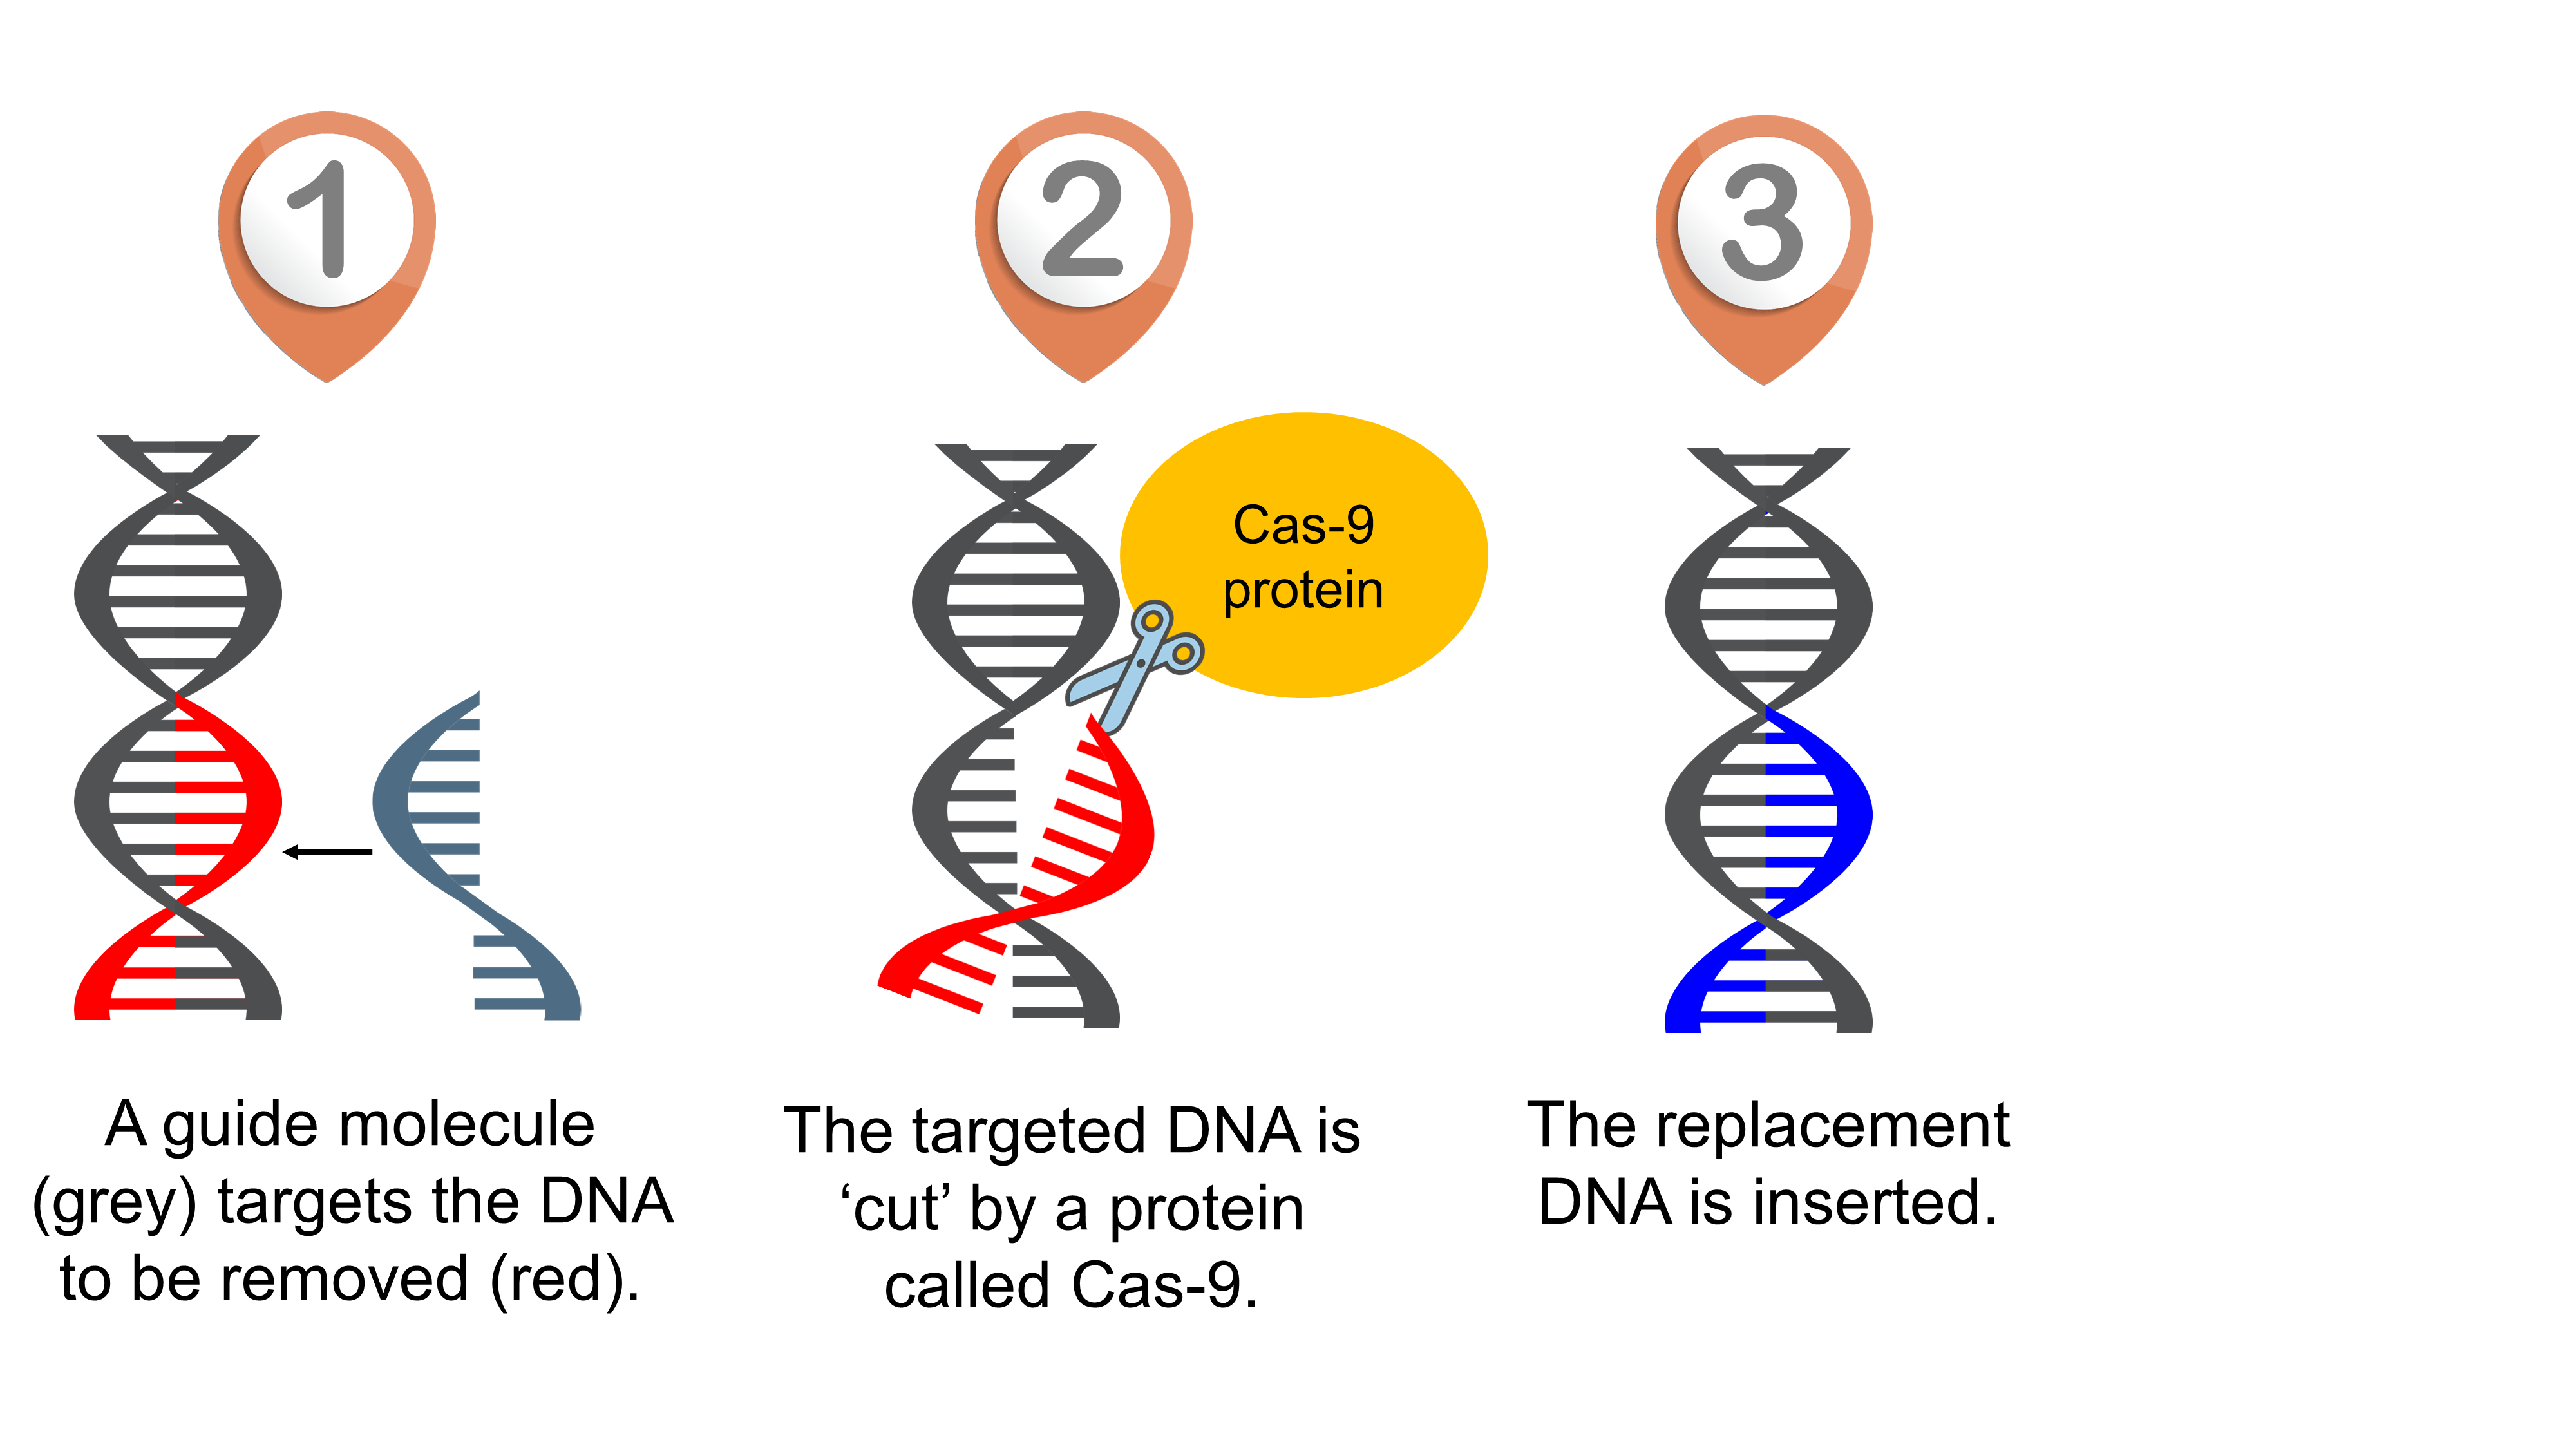 1
2
3
Cas-9
protein
A guide molecule
(grey) targets the DNA
to be removed (red).
The targeted DNA is
‘cut’ by a protein
called Cas-9.
The replacement
DNA is inserted.